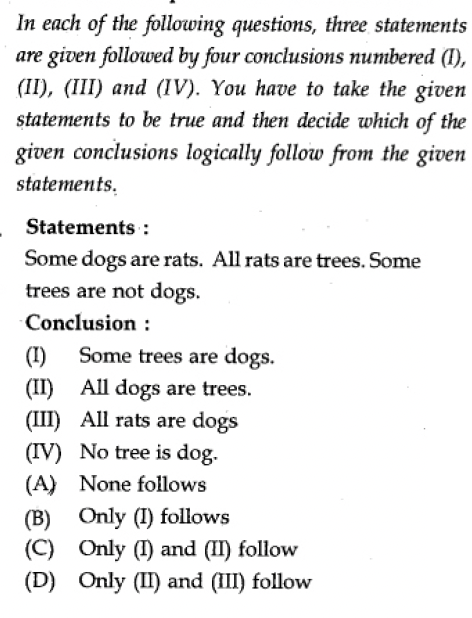 In each of the following questions, three statements
are given followed by four conclusions numbered (I),
(II), (III) and (IV). You have to take the given
statements to be true and then decide which of the
given conclusions logically follow from the given
statements.
Statements :
Some dogs are rats. All rats are trees. Some
trees are not dogs.
Conclusion :
(I) Some trees are dogs.
(II) All dogs are trees.
(III) All rats are dogs
(IV) No tree is dog.
(A) None follows
(B) Only (I) follows
(C) Only (I) and (II) follow
(D) Only (II) and (III) follow